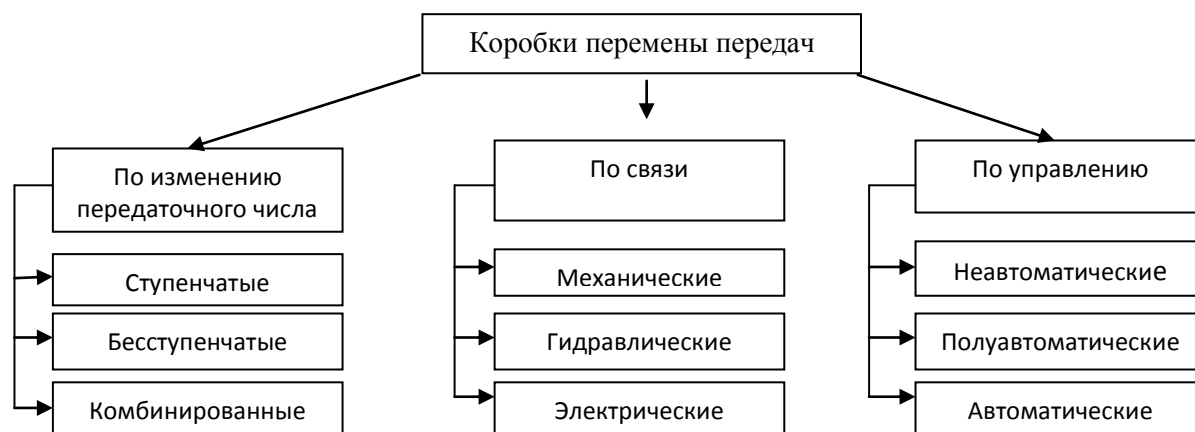 Коробки перемены передач
По изменению
передаточного числа
Ступенчатые
Бесступенчатые
Комбинированные
По связи
Механические
Гидравлические
Электрические
По управлению
Неавтоматические
Полуавтоматические
Автоматические